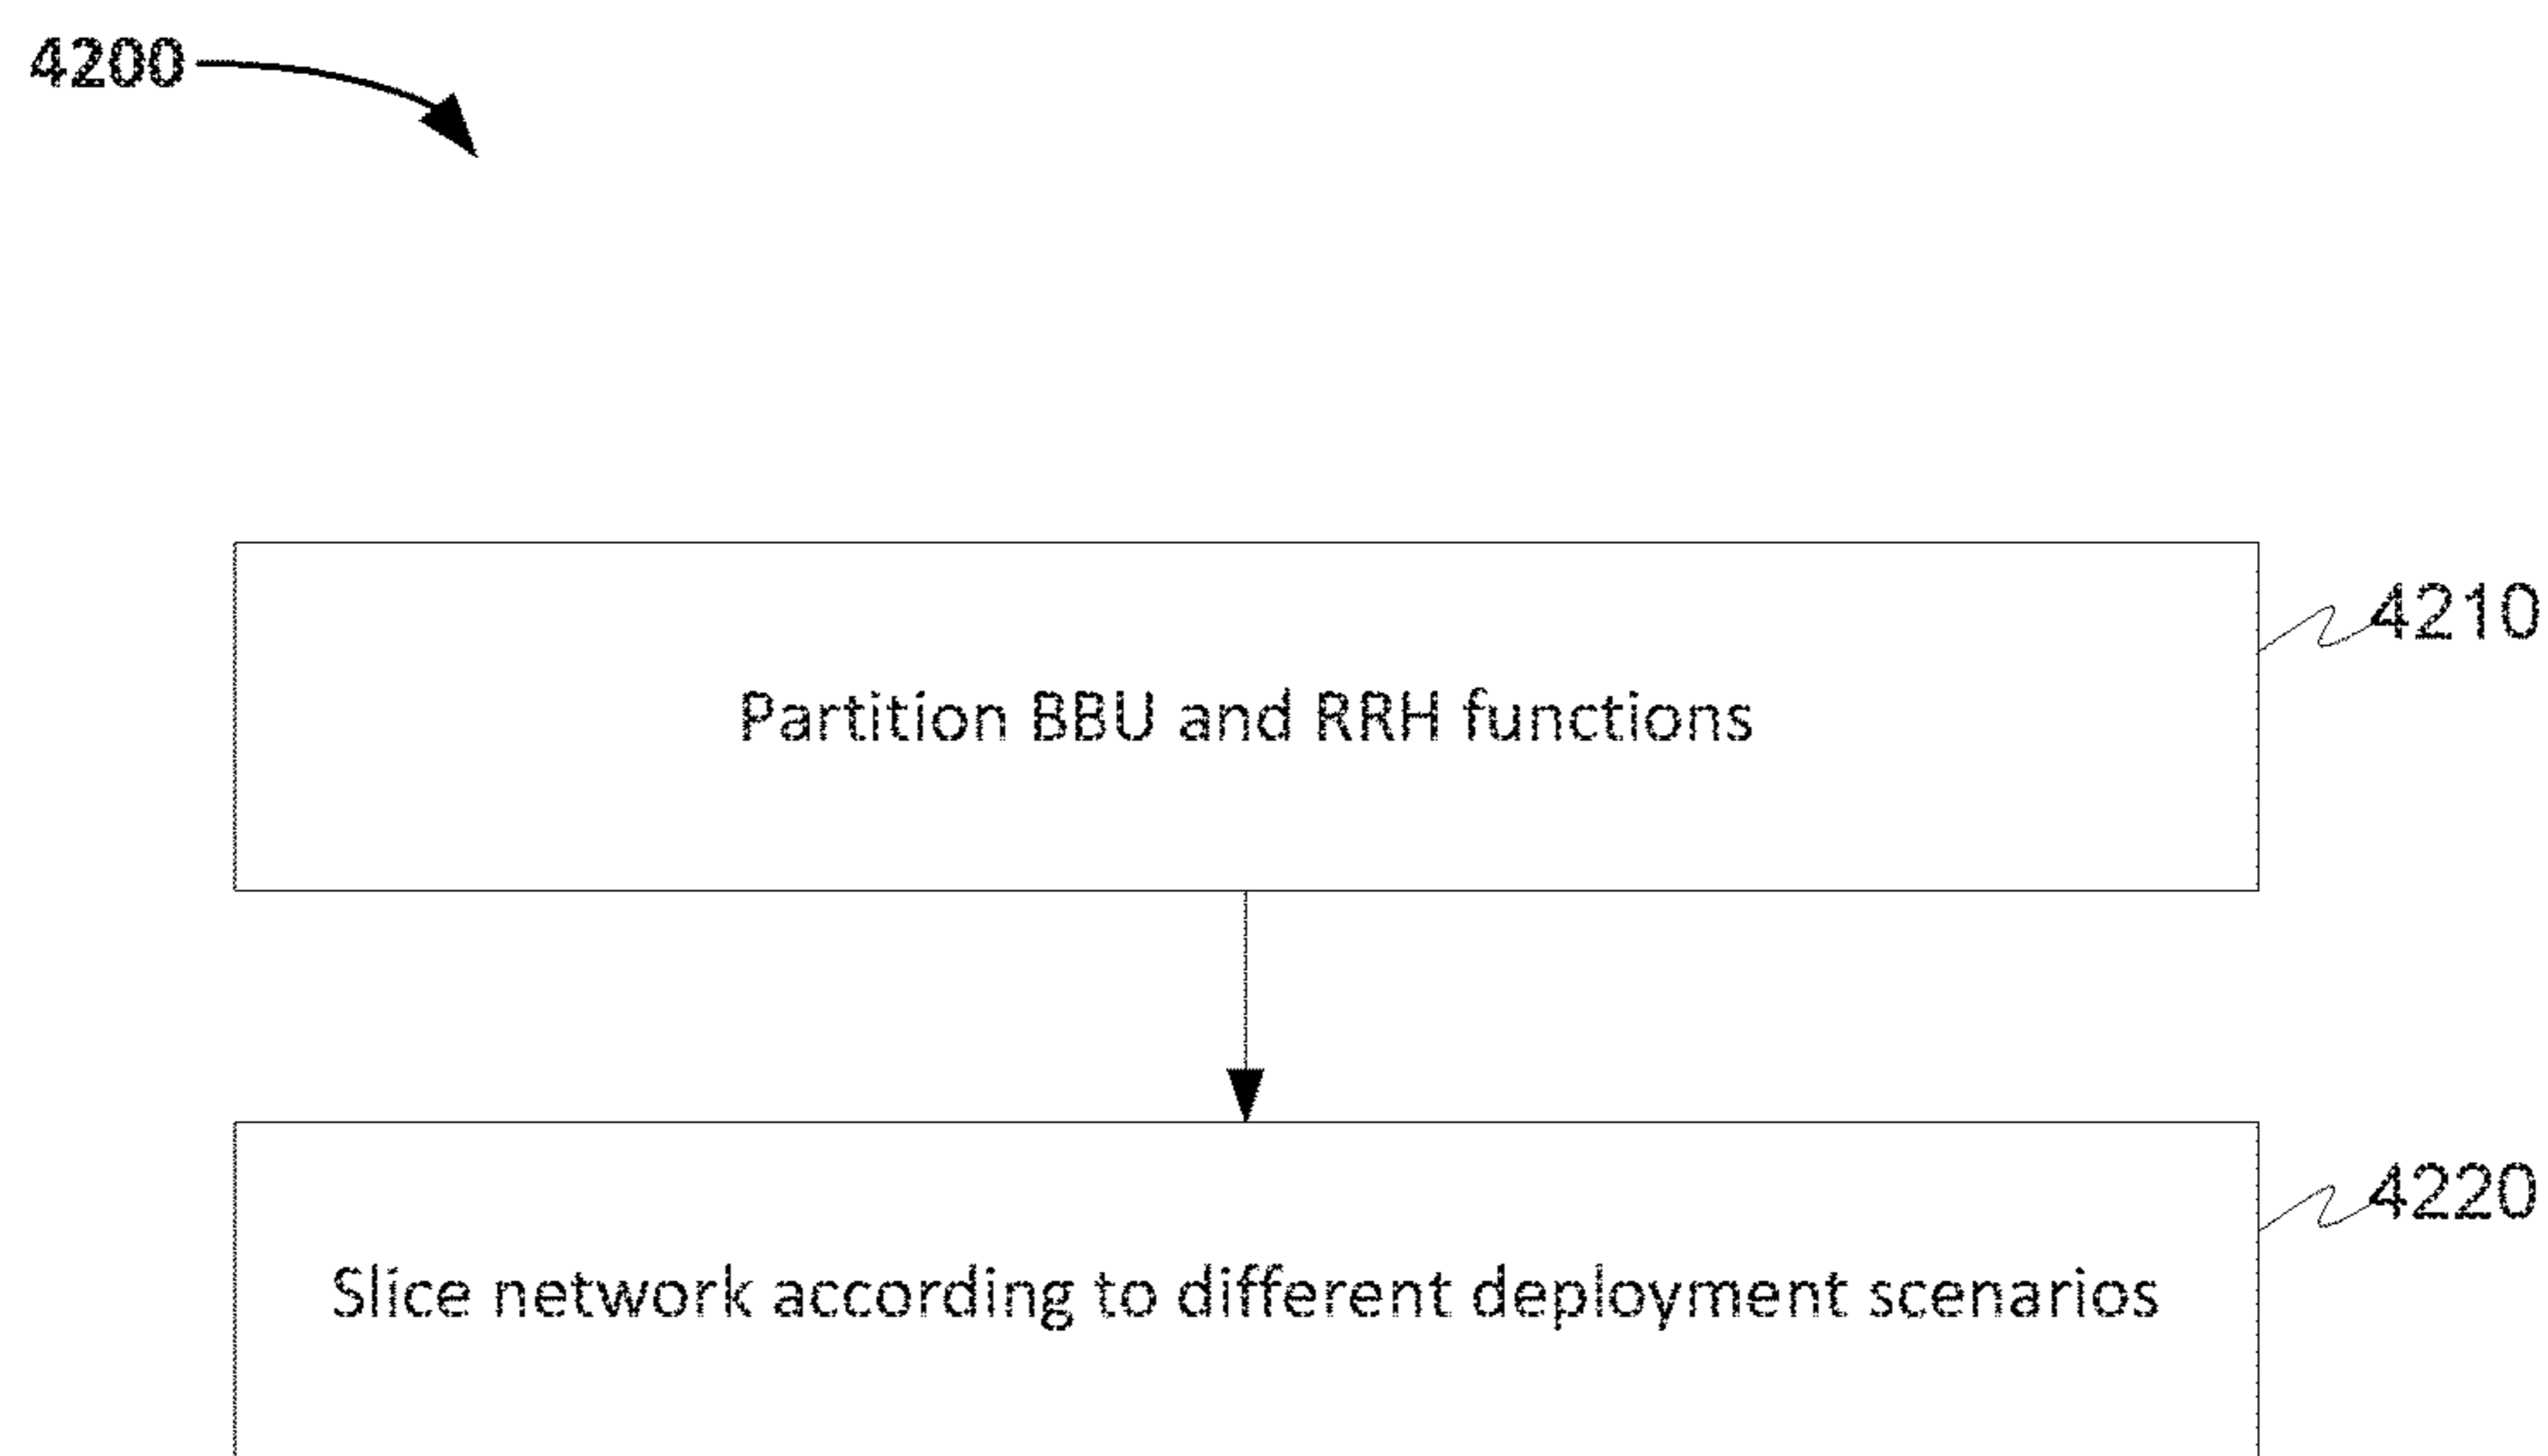 4200
4210
Partition BBU and RRH functions
4220
Slice network according to different deployment scenarios